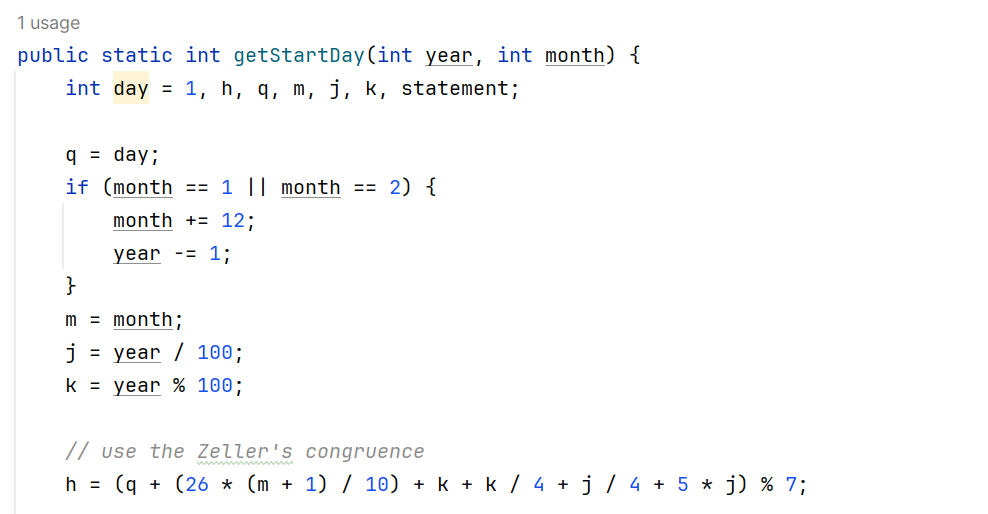 1 usage
public static int getStartDay(int year, int month) {
    int day = 1, h, q, m, j, k, statement;

    q = day;
    if (month == 1 || month == 2) {
        month += 12;
        year -= 1;
    }
    m = month;
    j = year / 100;
    k = year % 100;

    // use the Zeller's congruence
    h = (q + (26 * (m + 1) / 10) + k + k / 4 + j / 4 + 5 * j) % 7;